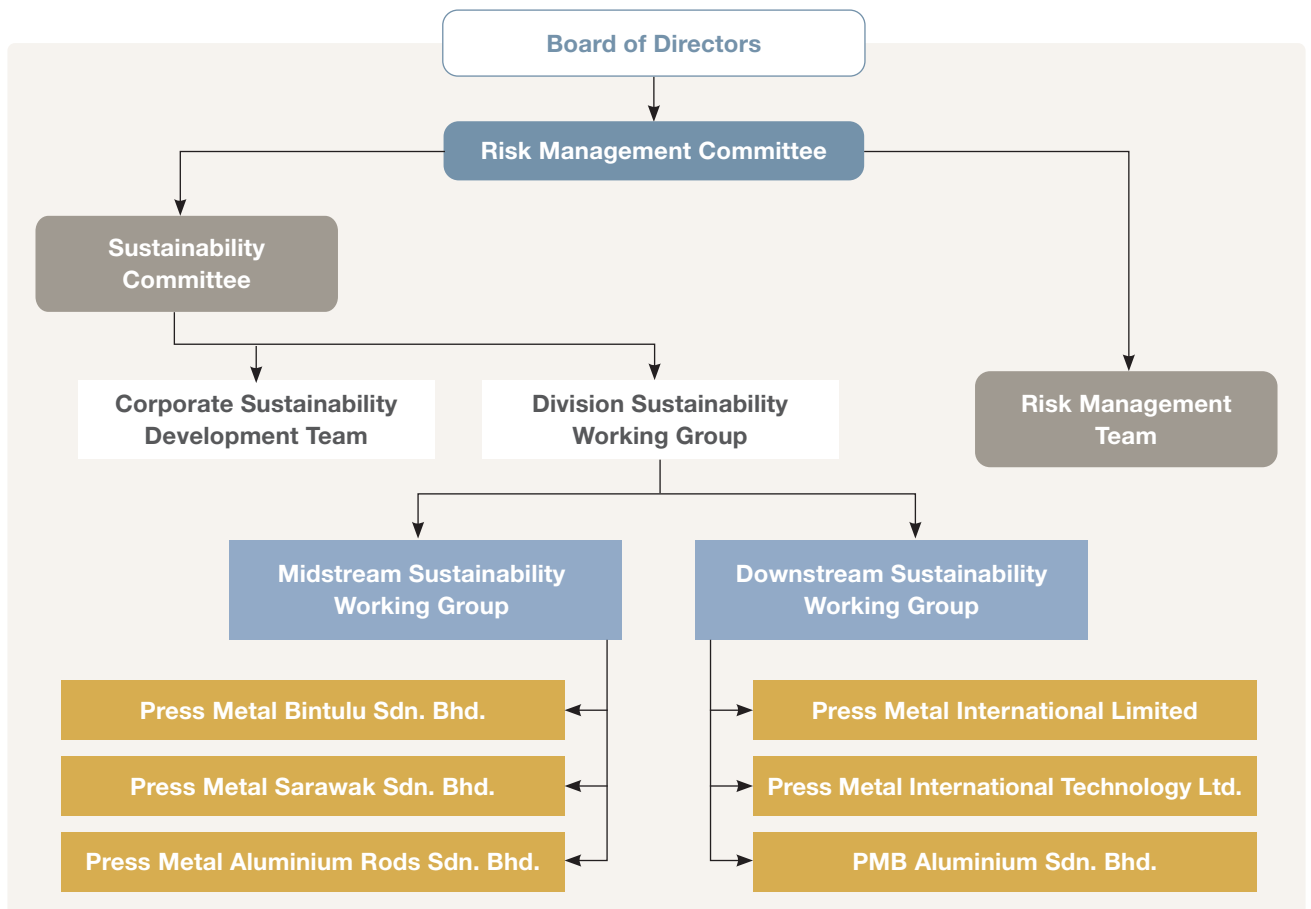 Board of Directors
Risk Management Committee
Sustainability
Committee
Corporate Sustainability
Development Team
Division Sustainability
Working Group
Risk Management
Team
Midstream Sustainability
Working Group
Downstream Sustainability
Working Group
Press Metal Bintulu Sdn. Bhd.
Press Metal Sarawak Sdn. Bhd.
Press Metal Aluminium Rods Sdn. Bhd.
Press Metal International Limited
Press Metal International Technology Ltd.
PMB Aluminium Sdn. Bhd.